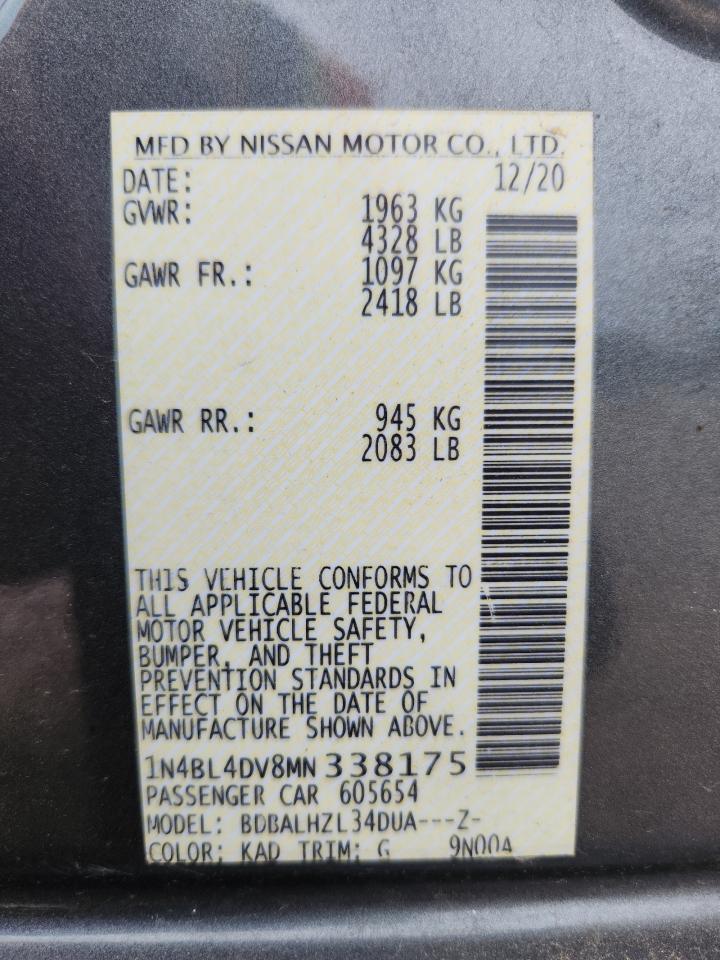 MFD BY NISSAN MOTOR CO., LTD.
DATE: 12/20
GVWR: 1963 KG
4328 LB
GAWR FR.: 1097 KG
2418 LB
GAWR RR.: 945 KG
2083 LB
THIS VEHICLE CONFORMS TO
ALL APPLICABLE FEDERAL
MOTOR VEHICLE SAFETY,
BUMPER, AND THEFT
PREVENTION STANDARDS IN
EFFECT ON THE DATE OF
MANUFACTURE SHOWN ABOVE.
1N4BL4DV8MN338175
PASSENGER CAR 605654
MODEL: BDBALHZL34DUA---Z-
COLOR: KAD TRIM: G 9N00A